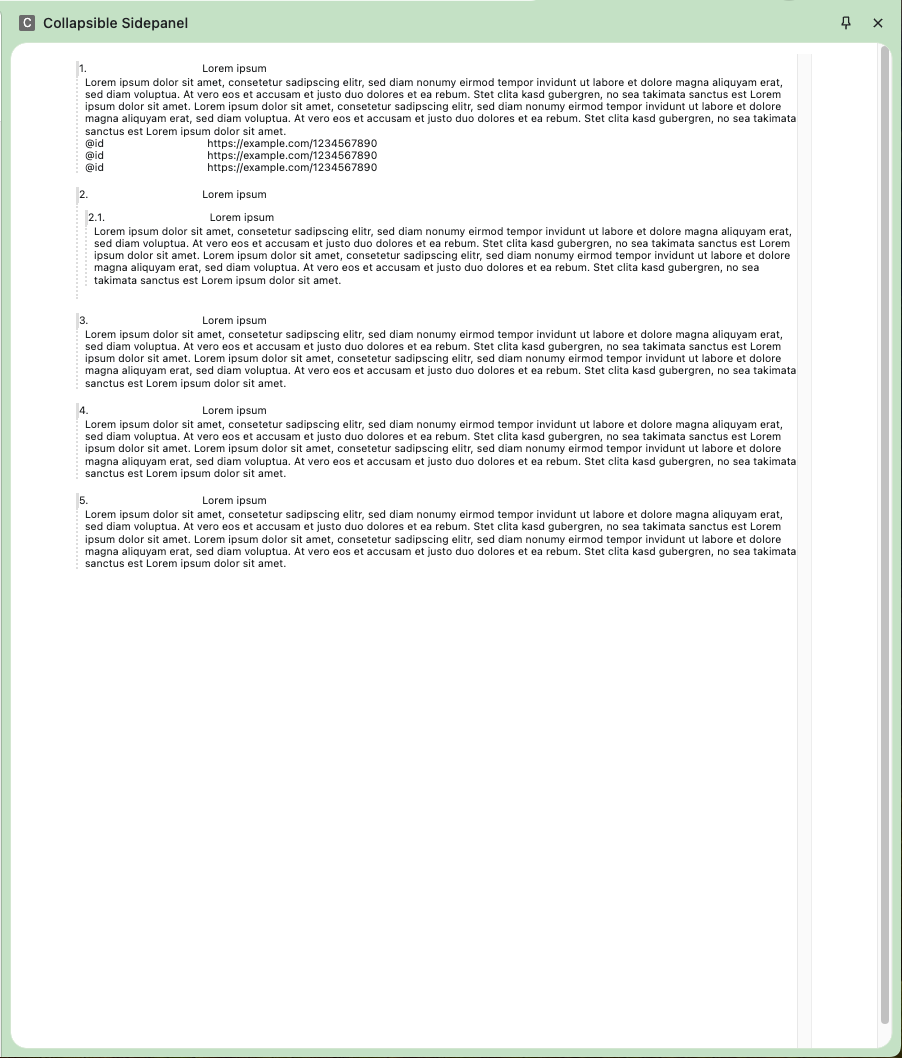 C Collapsible Sidepanel
1. Lorem ipsum
Lorem ipsum dolor sit amet, consetetur sadipscing elitr, sed diam nonumy eirmod tempor invidunt ut labore et dolore magna aliquyam erat,
sed diam voluptua. At vero eos et accusam et justo duo dolores et ea rebum. Stet clita kasd gubergren, no sea takimata sanctus est Lorem
ipsum dolor sit amet. Lorem ipsum dolor sit amet, consetetur sadipscing elitr, sed diam nonumy eirmod tempor invidunt ut labore et dolore
magna aliquyam erat, sed diam voluptua. At vero eos et accusam et justo duo dolores et ea rebum. Stet clita kasd gubergren, no sea takimata
sanctus est Lorem ipsum dolor sit amet.
@id https://example.com/1234567890
@id https://example.com/1234567890
@id https://example.com/1234567890
2. Lorem ipsum
2.1. Lorem ipsum
Lorem ipsum dolor sit amet, consetetur sadipscing elitr, sed diam nonumy eirmod tempor invidunt ut labore et dolore magna aliquyam erat,
sed diam voluptua. At vero eos et accusam et justo duo dolores et ea rebum. Stet clita kasd gubergren, no sea takimata sanctus est Lorem
ipsum dolor sit amet. Lorem ipsum dolor sit amet, consetetur sadipscing elitr, sed diam nonumy eirmod tempor invidunt ut labore et dolore
magna aliquyam erat, sed diam voluptua. At vero eos et accusam et justo duo dolores et ea rebum. Stet clita kasd gubergren, no sea
takimata sanctus est Lorem ipsum dolor sit amet.
3. Lorem ipsum
Lorem ipsum dolor sit amet, consetetur sadipscing elitr, sed diam nonumy eirmod tempor invidunt ut labore et dolore magna aliquyam erat,
sed diam voluptua. At vero eos et accusam et justo duo dolores et ea rebum. Stet clita kasd gubergren, no sea takimata sanctus est Lorem
ipsum dolor sit amet. Lorem ipsum dolor sit amet, consetetur sadipscing elitr, sed diam nonumy eirmod tempor invidunt ut labore et dolore
magna aliquyam erat, sed diam voluptua. At vero eos et accusam et justo duo dolores et ea rebum. Stet clita kasd gubergren, no sea takimata
sanctus est Lorem ipsum dolor sit amet.
4. Lorem ipsum
Lorem ipsum dolor sit amet, consetetur sadipscing elitr, sed diam nonumy eirmod tempor invidunt ut labore et dolore magna aliquyam erat,
sed diam voluptua. At vero eos et accusam et justo duo dolores et ea rebum. Stet clita kasd gubergren, no sea takimata sanctus est Lorem
ipsum dolor sit amet. Lorem ipsum dolor sit amet, consetetur sadipscing elitr, sed diam nonumy eirmod tempor invidunt ut labore et dolore
magna aliquyam erat, sed diam voluptua. At vero eos et accusam et justo duo dolores et ea rebum. Stet clita kasd gubergren, no sea takimata
sanctus est Lorem ipsum dolor sit amet.
5. Lorem ipsum
Lorem ipsum dolor sit amet, consetetur sadipscing elitr, sed diam nonumy eirmod tempor invidunt ut labore et dolore magna aliquyam erat,
sed diam voluptua. At vero eos et accusam et justo duo dolores et ea rebum. Stet clita kasd gubergren, no sea takimata sanctus est Lorem
ipsum dolor sit amet. Lorem ipsum dolor sit amet, consetetur sadipscing elitr, sed diam nonumy eirmod tempor invidunt ut labore et dolore
magna aliquyam erat, sed diam voluptua. At vero eos et accusam et justo duo dolores et ea rebum. Stet clita kasd gubergren, no sea takimata
sanctus est Lorem ipsum dolor sit amet.